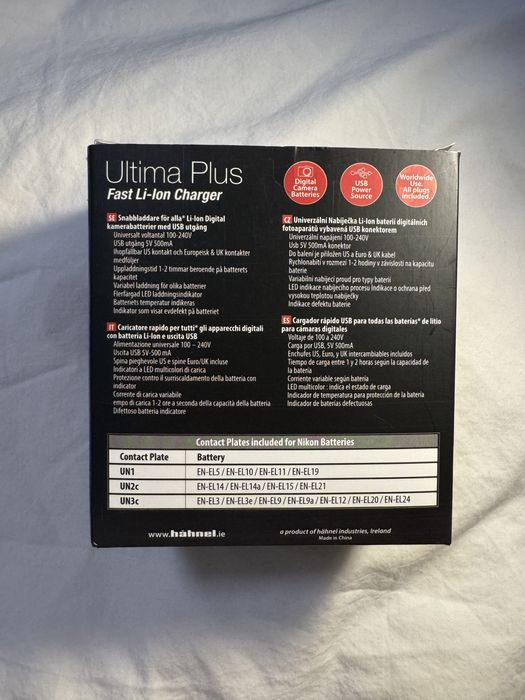 Ultima Plus
Fast Li-Ion Charger
Digital
Camera
Batteries
USB
Power
Source
Worldwide
Use.
All plugs
included.
SE Snabbladdare för alla* Li-Ion Digital
kamerabatterier med USB utgång
Universalt voltantal 100-240V
USB utgång 5V 500mA
Ihopfällbar US kontakt och Europeisk & UK kontakter
medföljer
Uppladdningstid 1-2 timmar beroende på batterets
kapacitet
Variabel laddning för olika batterier
Flerfärgad LED laddningsindikator
Batteriets temperatur indikeras
Indikator som visar edefekt på batteriet
IT Caricatore rapido per tutti* gli apparecchi digitali
con batteria Li-Ion e uscita USB
Alimentazione universale 100 – 240V
Uscita USB 5V-500 mA
Spina pieghevole US e spine Euro/UK incluse
Indicatori a LED multicolori di carica
Protezione contro il surriscaldamento della batteria con
indicator
Corrente di carica variabile
empo di carica 1-2 ore a seconda della capacità della batteria
Difettoso batteria indicatore
CZ Univerzální Nabíječka Li-Ion baterií digitálních
fotoaparátů vybavená USB konektorem
Univerzální napájení 100-240V
Usb 5V 500mA konektor
Do balení je přiložen US a Euro & UK kabel
Rychlonabití v rozmezí 1-2 hodiny v závislosti na kapacitu
baterie
Variabilní nabíjecí proud pro typy baterií
LED indikace nabíjecího procesu Indikace o ochrana před
vysokou teplotou nabíječky
Indikace defektu baterie
ES Cargador rápido USB para todas las baterías* de litio
para cámaras digitales
Voltaje de 100 a 240V
Carga por USB, 5V 500mA
Enchufes US, Euro, y UK intercambiables incluidos
Tiempo de carga entre 1 y 2 horas según la capacidad de
la batería
Corriente variable según batería
LED multicolor : indica el estado de carga
Indicador de temperatura para protección de la batería
Indicador de baterías defectuosas
Contact Plates included for Nikon Batteries
Contact Plate Battery
UN1 EN-EL5 / EN-EL10 / EN-EL11 / EN-EL19
UN2c EN-EL14 / EN-EL14a / EN-EL15 / EN-EL21
UN3c EN-EL3 / EN-EL3e / EN-EL9 / EN-EL9a / EN-EL12 / EN-EL20 / EN-EL24
www.hähnel.ie
a product of hähnel industries, Ireland
Made in China